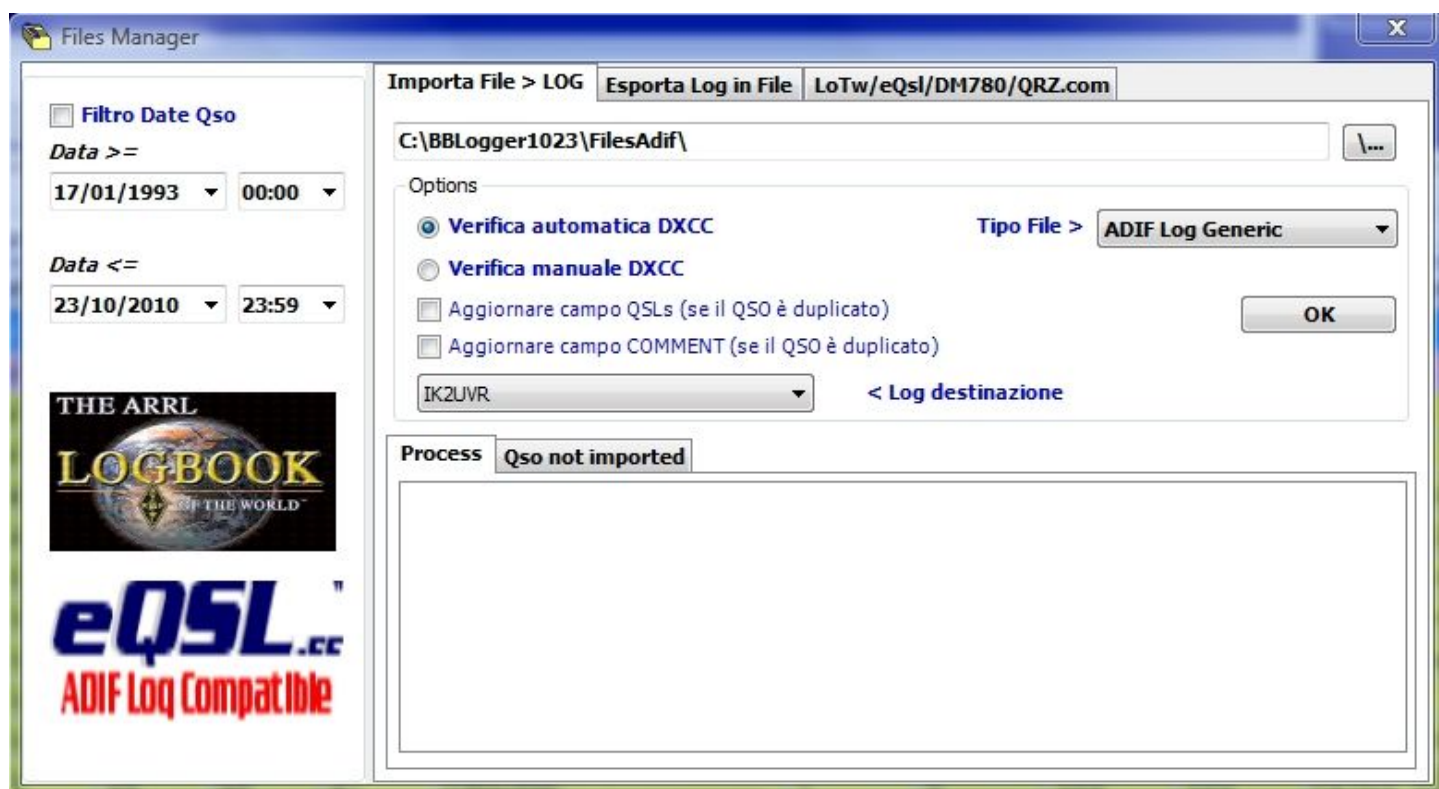 Files Manager
X
Importa File > LOG
Esporta Log in File
LoTw/eQsl/DM780/QRZ.com
Filtro Date Qso
Data >=
17/01/1993
00:00
Data <=
23/10/2010
23:59
THE ARRL
LOGBOOK
OF THE WORLD
eQSL.cc
ADIF Log Compatible
C:\BBLogger1023\FilesAdif\
\...
Options
Verifica automatica DXCC
Tipo File >
ADIF Log Generic
Verifica manuale DXCC
Aggiornare campo QSLs (se il QSO è duplicato)
OK
Aggiornare campo COMMENT (se il QSO è duplicato)
IK2UVR
< Log destinazione
Process
Qso not imported